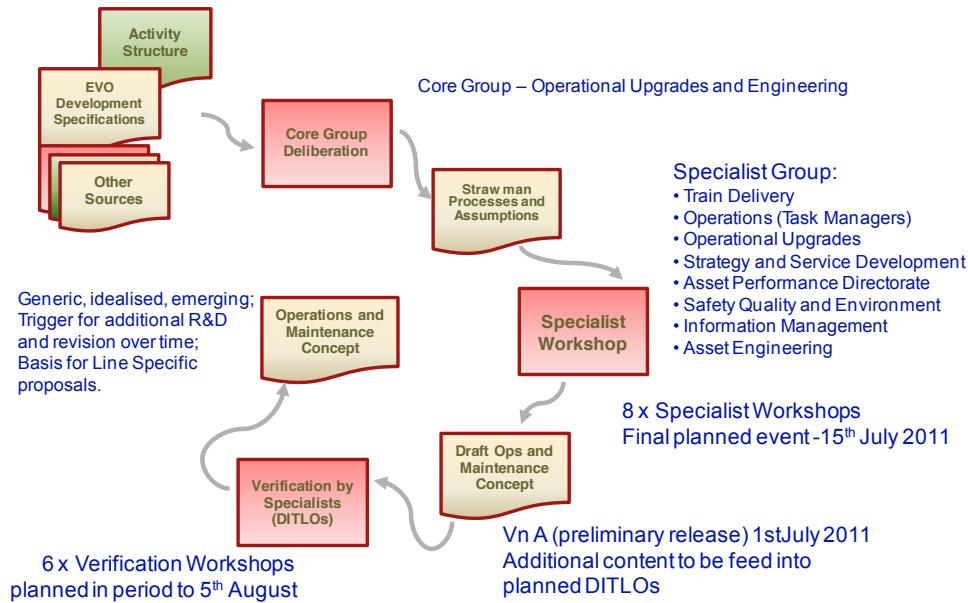 Activity
Structure
EVO
Development
Specifications
Other
Sources
Core Group
Deliberation
Core Group – Operational Upgrades and Engineering
Straw man
Processes and
Assumptions
Specialist Group:
• Train Delivery
• Operations (Task Managers)
• Operational Upgrades
• Strategy and Service Development
• Asset Performance Directorate
• Safety Quality and Environment
• Information Management
• Asset Engineering
Specialist
Workshop
8 x Specialist Workshops
Final planned event -15th July 2011
Draft Ops and
Maintenance
Concept
Vn A (preliminary release) 1stJuly 2011
Additional content to be feed into
planned DITLOs
Verification by
Specialists
(DITLOs)
6 x Verification Workshops
planned in period to 5th August
Operations and
Maintenance
Concept
Generic, idealised, emerging;
Trigger for additional R&D
and revision over time;
Basis for Line Specific
proposals.